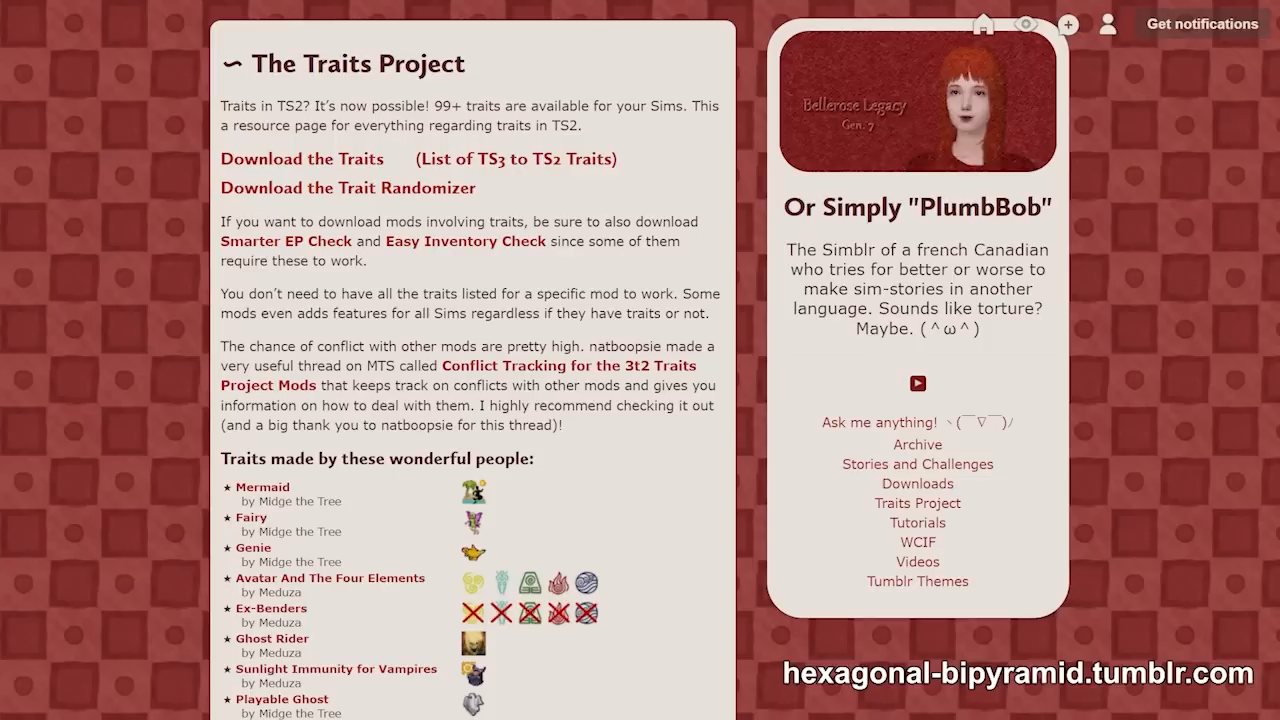 Get notifications
∽ The Traits Project
Traits in TS2? It's now possible! 99+ traits are available for your Sims. This
a resource page for everything regarding traits in TS2.
Download the Traits (List of TS3 to TS2 Traits)
Download the Trait Randomizer
If you want to download mods involving traits, be sure to also download
Smarter EP Check and Easy Inventory Check since some of them
require these to work.
You don't need to have all the traits listed for a specific mod to work. Some
mods even adds features for all Sims regardless if they have traits or not.
The chance of conflict with other mods are pretty high. natboopsie made a
very useful thread on MTS called Conflict Tracking for the 3t2 Traits
Project Mods that keeps track on conflicts with other mods and gives you
information on how to deal with them. I highly recommend checking it out
(and a big thank you to natboopsie for this thread)!
Traits made by these wonderful people:
★ Mermaid
by Midge the Tree
★ Fairy
by Midge the Tree
★ Genie
by Midge the Tree
★ Avatar And The Four Elements
by Meduza
★ Ex-Benders
by Meduza
★ Ghost Rider
by Meduza
★ Sunlight Immunity for Vampires
by Meduza
★ Playable Ghost
by Midge the Tree
Bellerose Legacy
Gen. 7
Or Simply "PlumbBob"
The Simblr of a french Canadian
who tries for better or worse to
make sim-stories in another
language. Sounds like torture?
Maybe. ( ^ ω ^ )
Ask me anything! ヽ(￣▽￣)ﾉ
Archive
Stories and Challenges
Downloads
Traits Project
Tutorials
WCIF
Videos
Tumblr Themes
hexagonal-bipyramid.tumblr.com